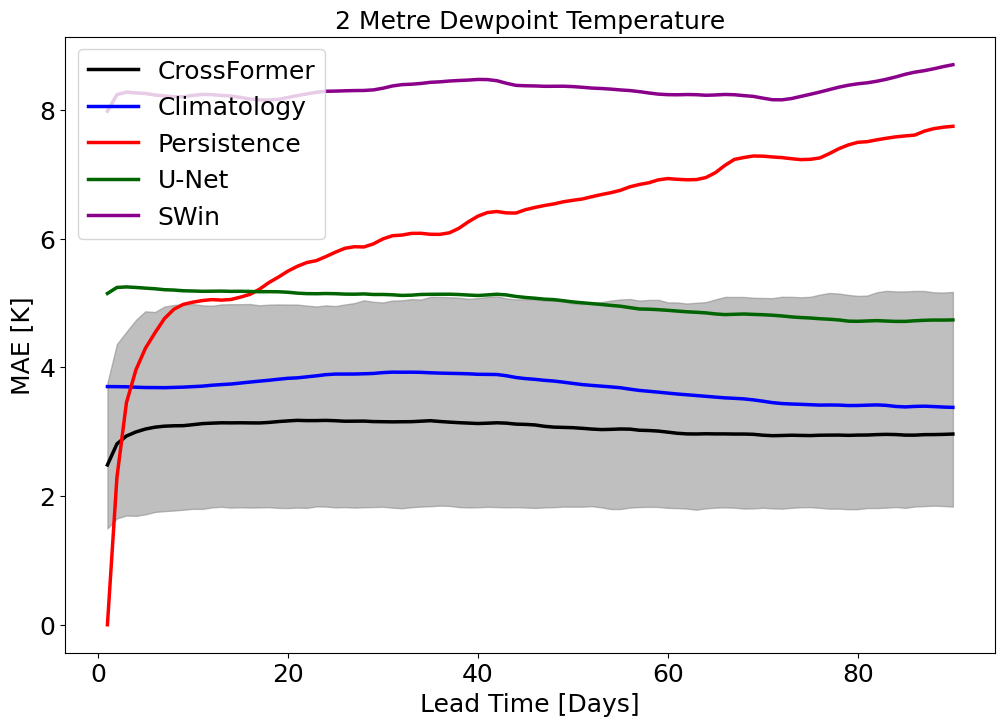 2 Metre Dewpoint Temperature
CrossFormer
Climatology
Persistence
U-Net
SWin
8
6
4
2
0
MAE [K]
0 20 40 60 80
Lead Time [Days]